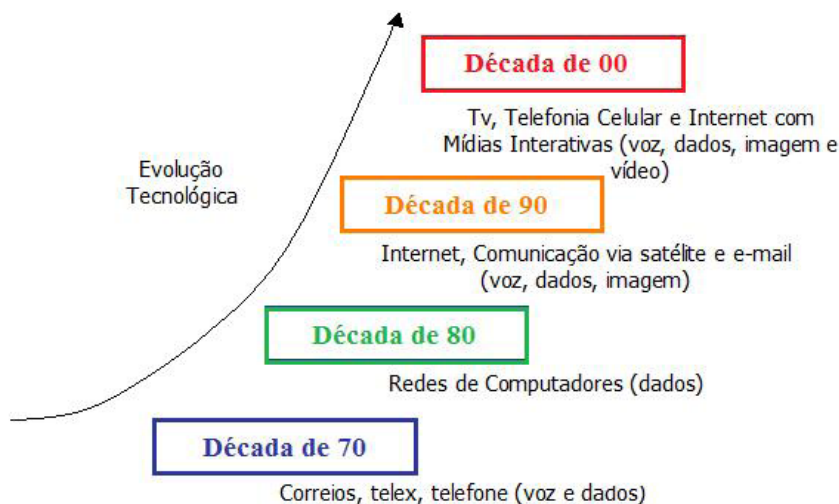 Década de 00
Tv, Telefonia Celular e Internet com
Mídias Interativas (voz, dados, imagem e
vídeo)
Evolução
Tecnológica
Década de 90
Internet, Comunicação via satélite e e-mail
(voz, dados, imagem)
Década de 80
Redes de Computadores (dados)
Década de 70
Correios, telex, telefone (voz e dados)